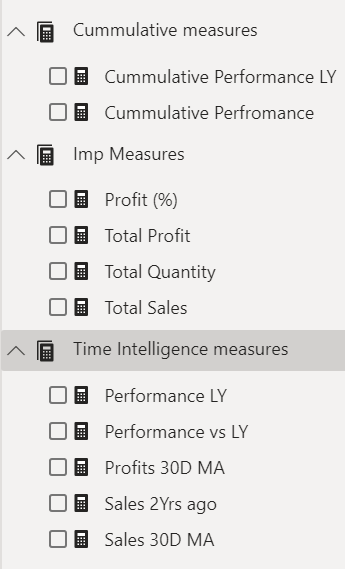 Cummulative measures
Cummulative Performance LY
Cummulative Perfromance
Imp Measures
Profit (%)
Total Profit
Total Quantity
Total Sales
Time Intelligence measures
Performance LY
Performance vs LY
Profits 30D MA
Sales 2Yrs ago
Sales 30D MA